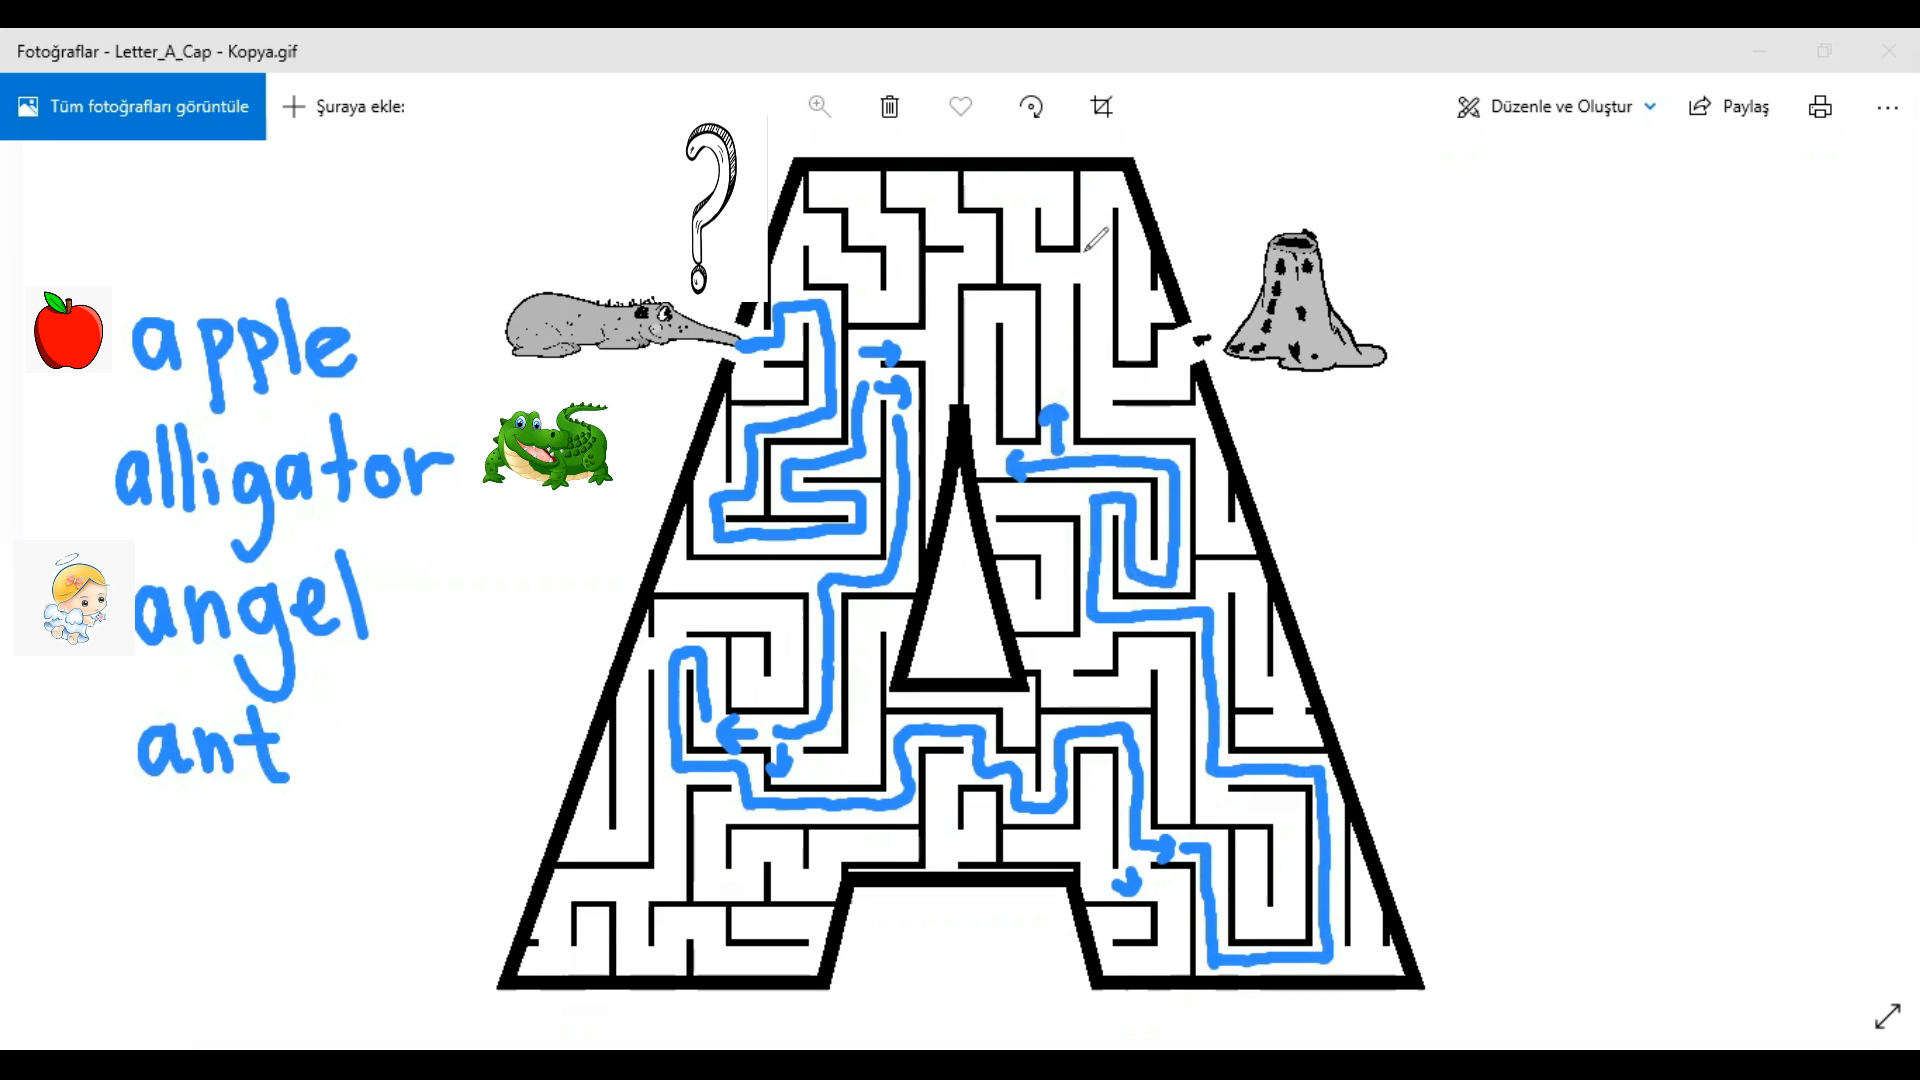 Fotoğraflar - Letter_A_Cap - Kopya.gif
Tüm fotoğrafları görüntüle
Şuraya ekle:
Düzenle ve Oluştur
Paylaş
?
apple
alligator
angel
ant